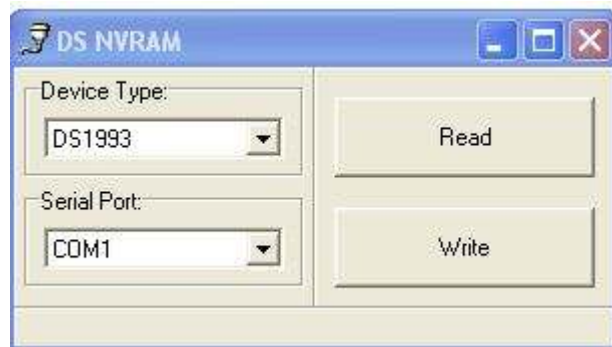 DS NVRAM
Device Type:
DS1993
Read
Serial Port:
COM1
Write